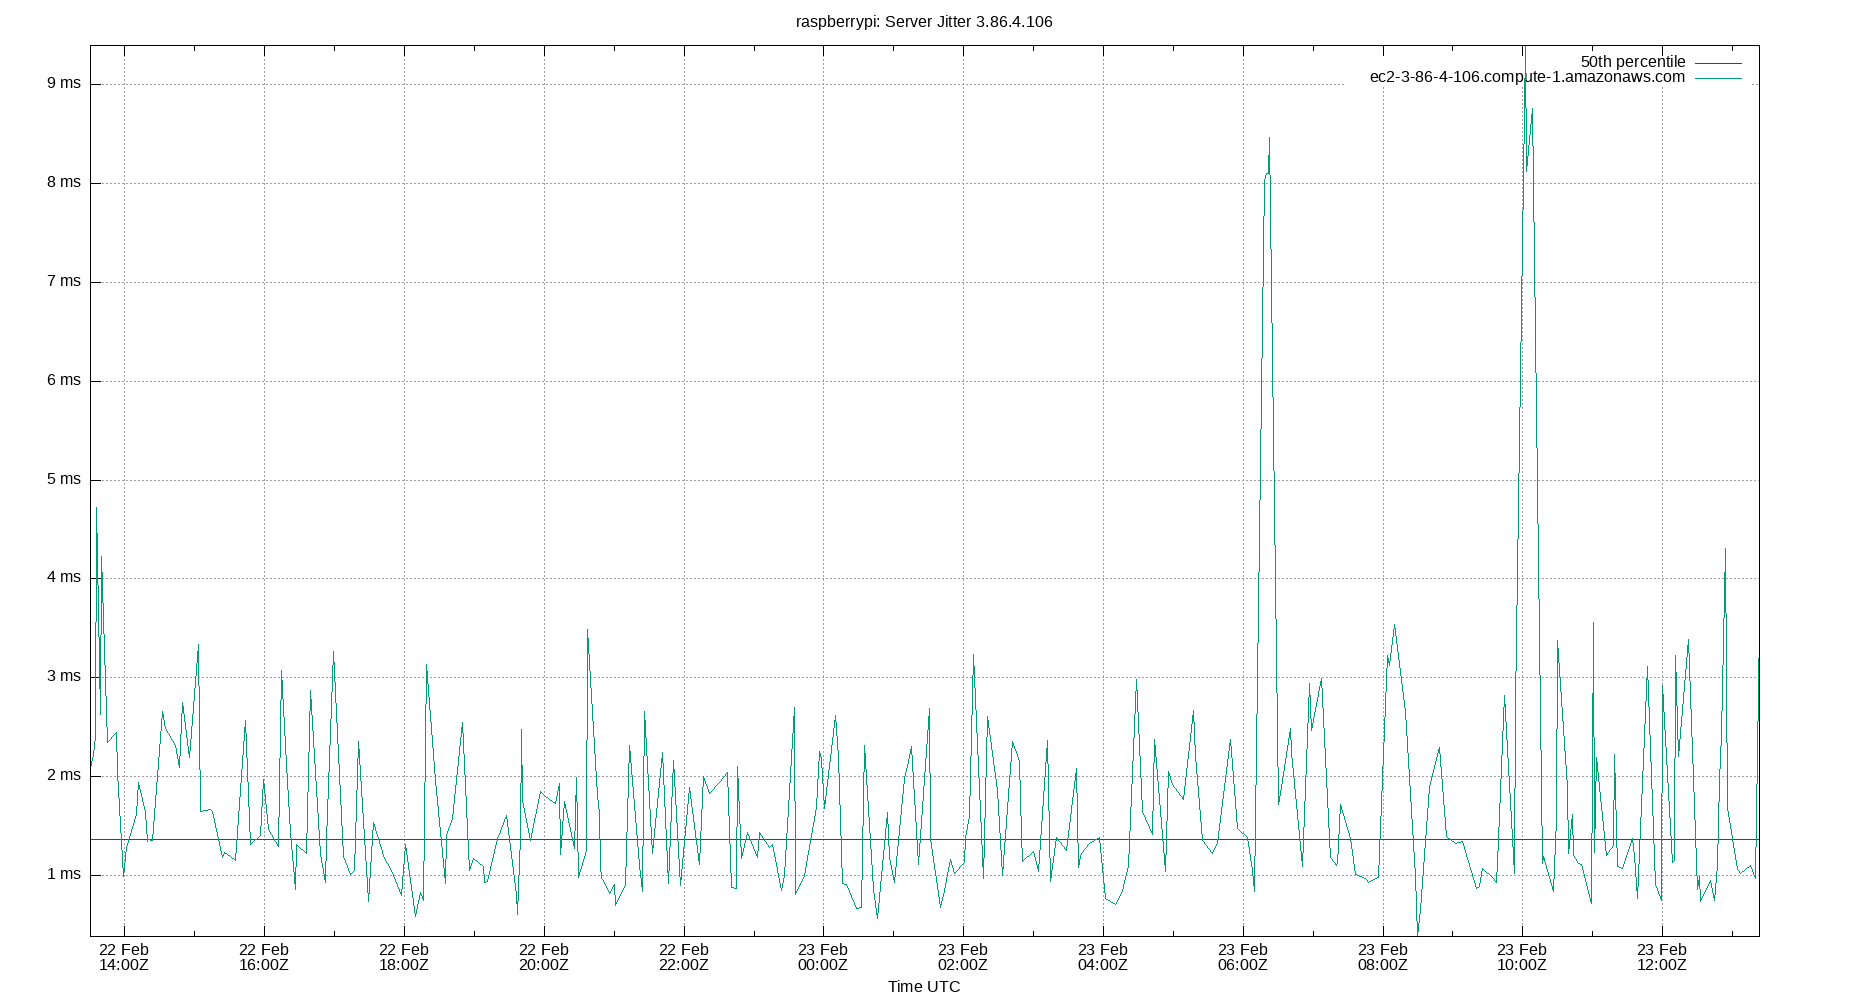 raspberrypi: Server Jitter 3.86.4.106
50th percentile
ec2-3-86-4-106.compute-1.amazonaws.com
9 ms
8 ms
7 ms
6 ms
5 ms
4 ms
3 ms
2 ms
1 ms
22 Feb 22 Feb 22 Feb 22 Feb 22 Feb 23 Feb 23 Feb 23 Feb 23 Feb 23 Feb 23 Feb 23 Feb
14:00Z 16:00Z 18:00Z 20:00Z 22:00Z 00:00Z 02:00Z 04:00Z 06:00Z 08:00Z 10:00Z 12:00Z
Time UTC